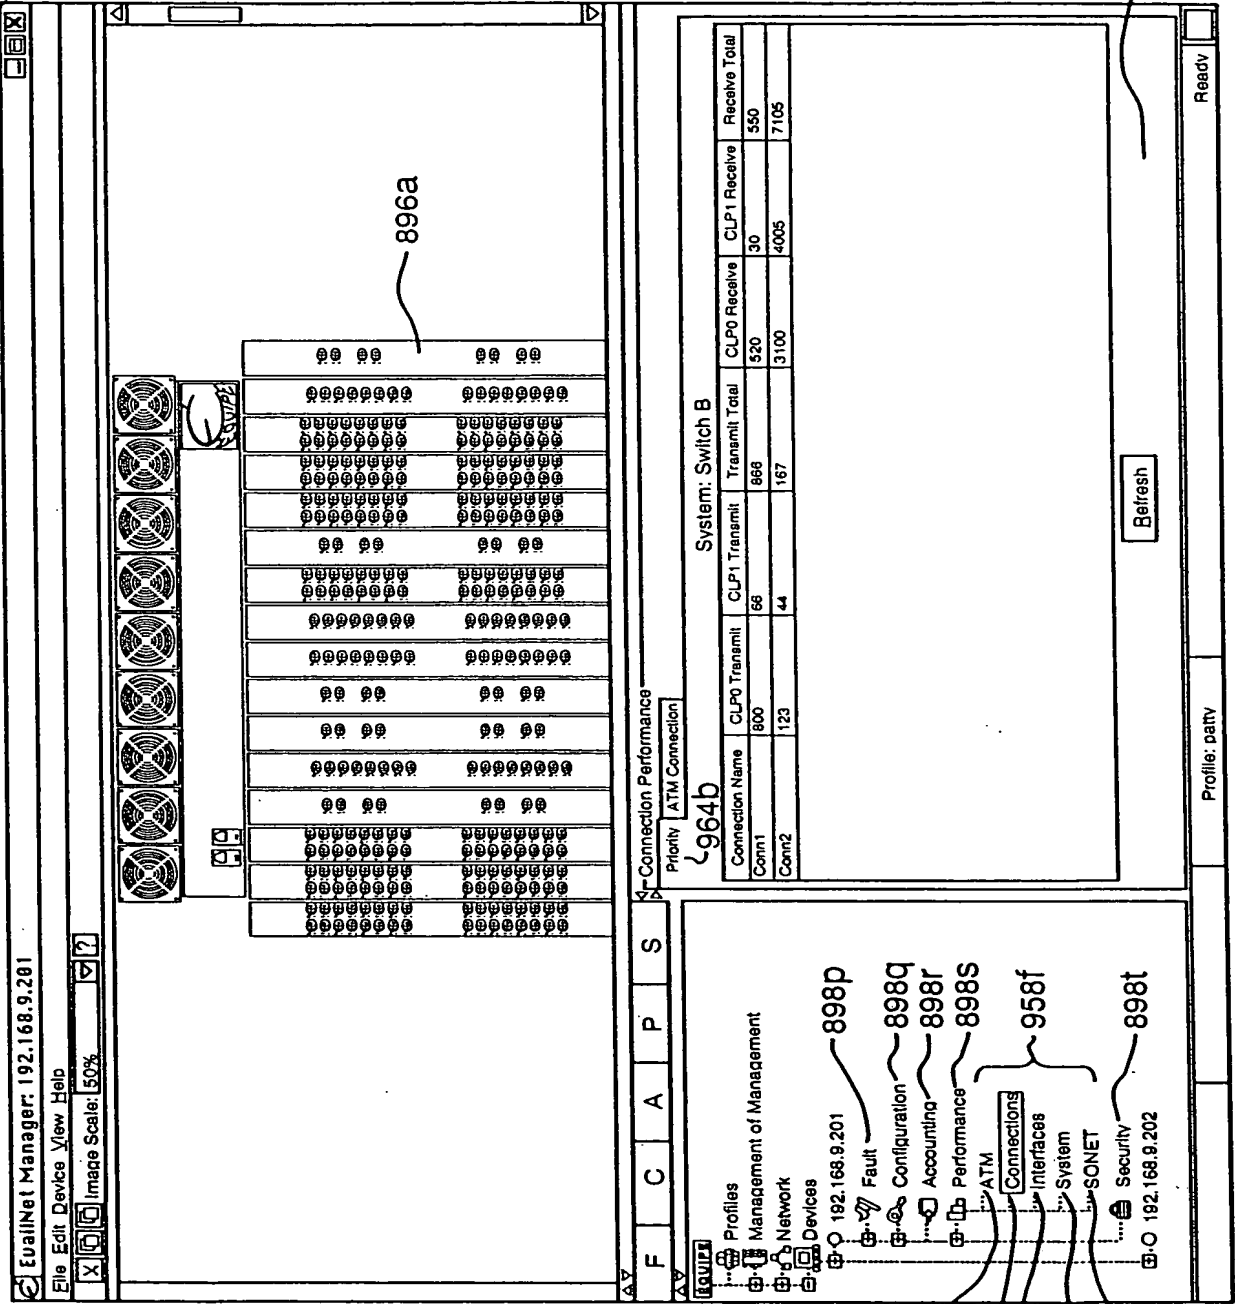 EualiNet Manager: 192.168.9.201
File Edit Device View Help
Image Scale: 50% ?
EQUIPE
896a
F C A P S
EQUIPE
Profiles
Management of Management
Network
Devices
192.168.9.201
Fault
Configuration
Accounting
Performance
ATM
Connections
Interfaces
System
SONET
Security
192.168.9.202
898p
898q
898r
898s
958f
898t
Connection Performance
Priority ATM Connection
964b
System: Switch B
Connection Name CLP0 Transmit CLP1 Transmit Transmit Total CLP0 Receive CLP1 Receive Receive Total
Conn1 800 66 866 520 30 550
Conn2 123 44 167 3100 4005 7105
Refresh
Profile: patty
Ready